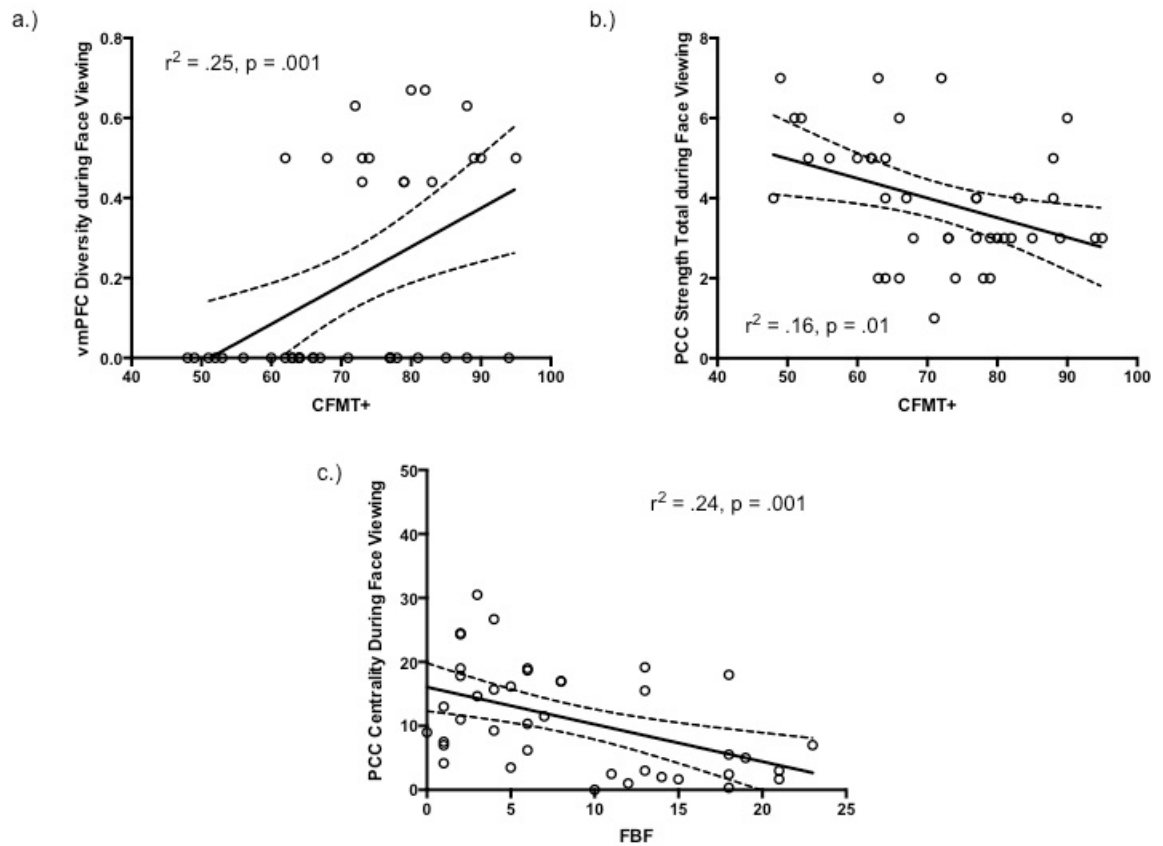 a.)
r² = .25, p = .001
vmPFC Diversity during Face Viewing
0.8
0.6
0.4
0.2
0.0
40 50 60 70 80 90 100
CFMT+
b.)
r² = .16, p = .01
PCC Strength Total during Face Viewing
8
6
4
2
0
40 50 60 70 80 90 100
CFMT+
c.)
r² = .24, p = .001
PCC Centrality During Face Viewing
50
40
30
20
10
0
0 5 10 15 20 25
FBF